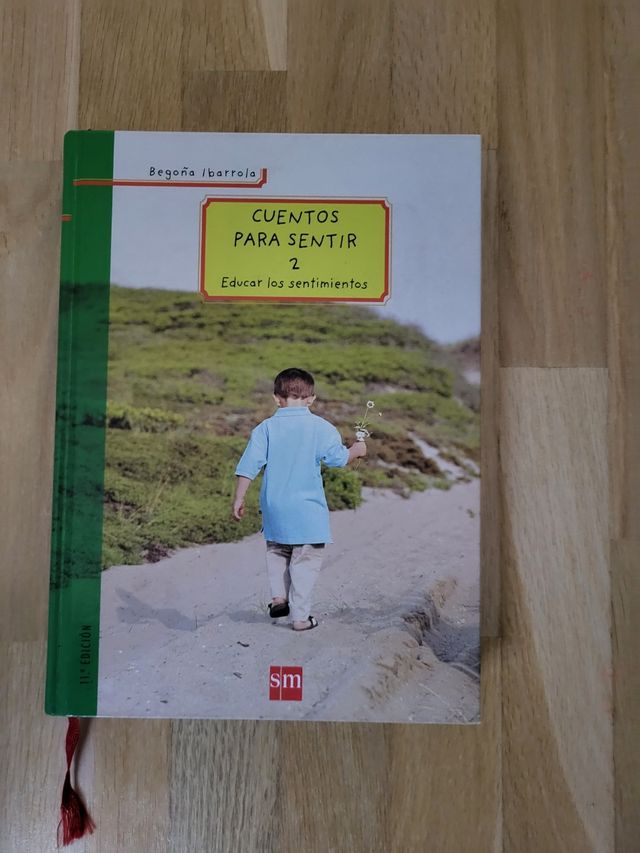 Begoña Ibarrola
CUENTOS
PARA SENTIR
2
Educar los sentimientos
11.ª EDICIÓN
sm